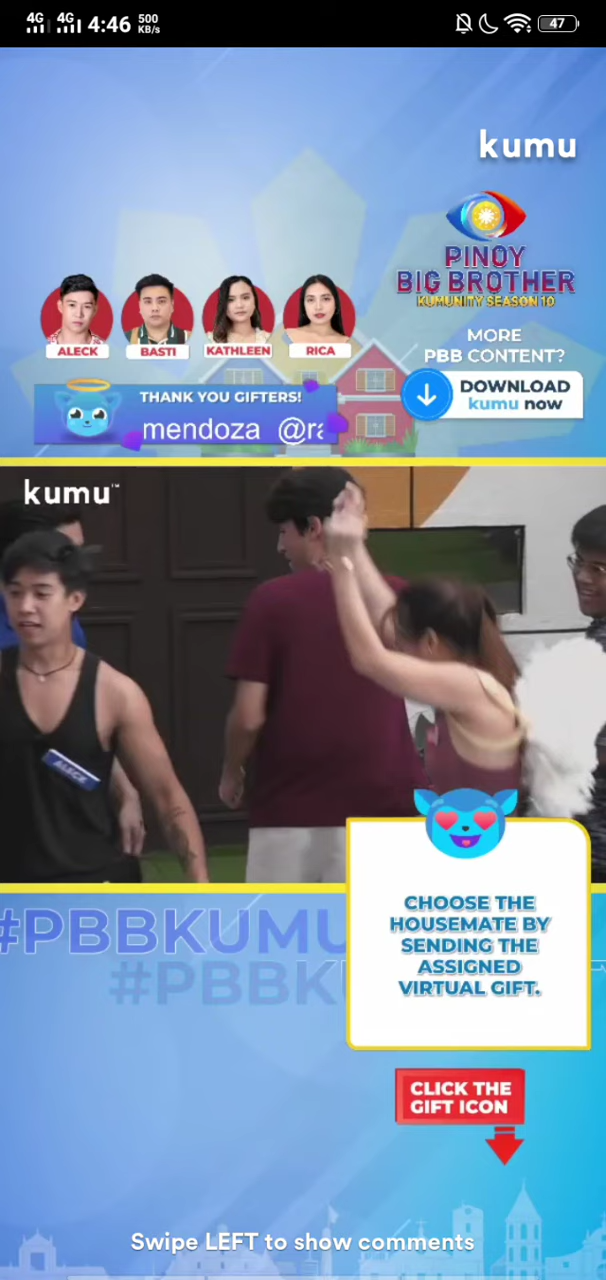 4G 4G 4:46 500 KB/s
47
kumu
PINOY
BIG BROTHER
KUMUNITY SEASON 10
ALECK BASTI KATHLEEN RICA
MORE
PBB CONTENT?
DOWNLOAD
kumu now
THANK YOU GIFTERS!
mendoza @ra
kumu™
ALECK
CHOOSE THE
HOUSEMATE BY
SENDING THE
ASSIGNED
VIRTUAL GIFT.
#PBBKUMU
#PBBK
CLICK THE
GIFT ICON
Swipe LEFT to show comments